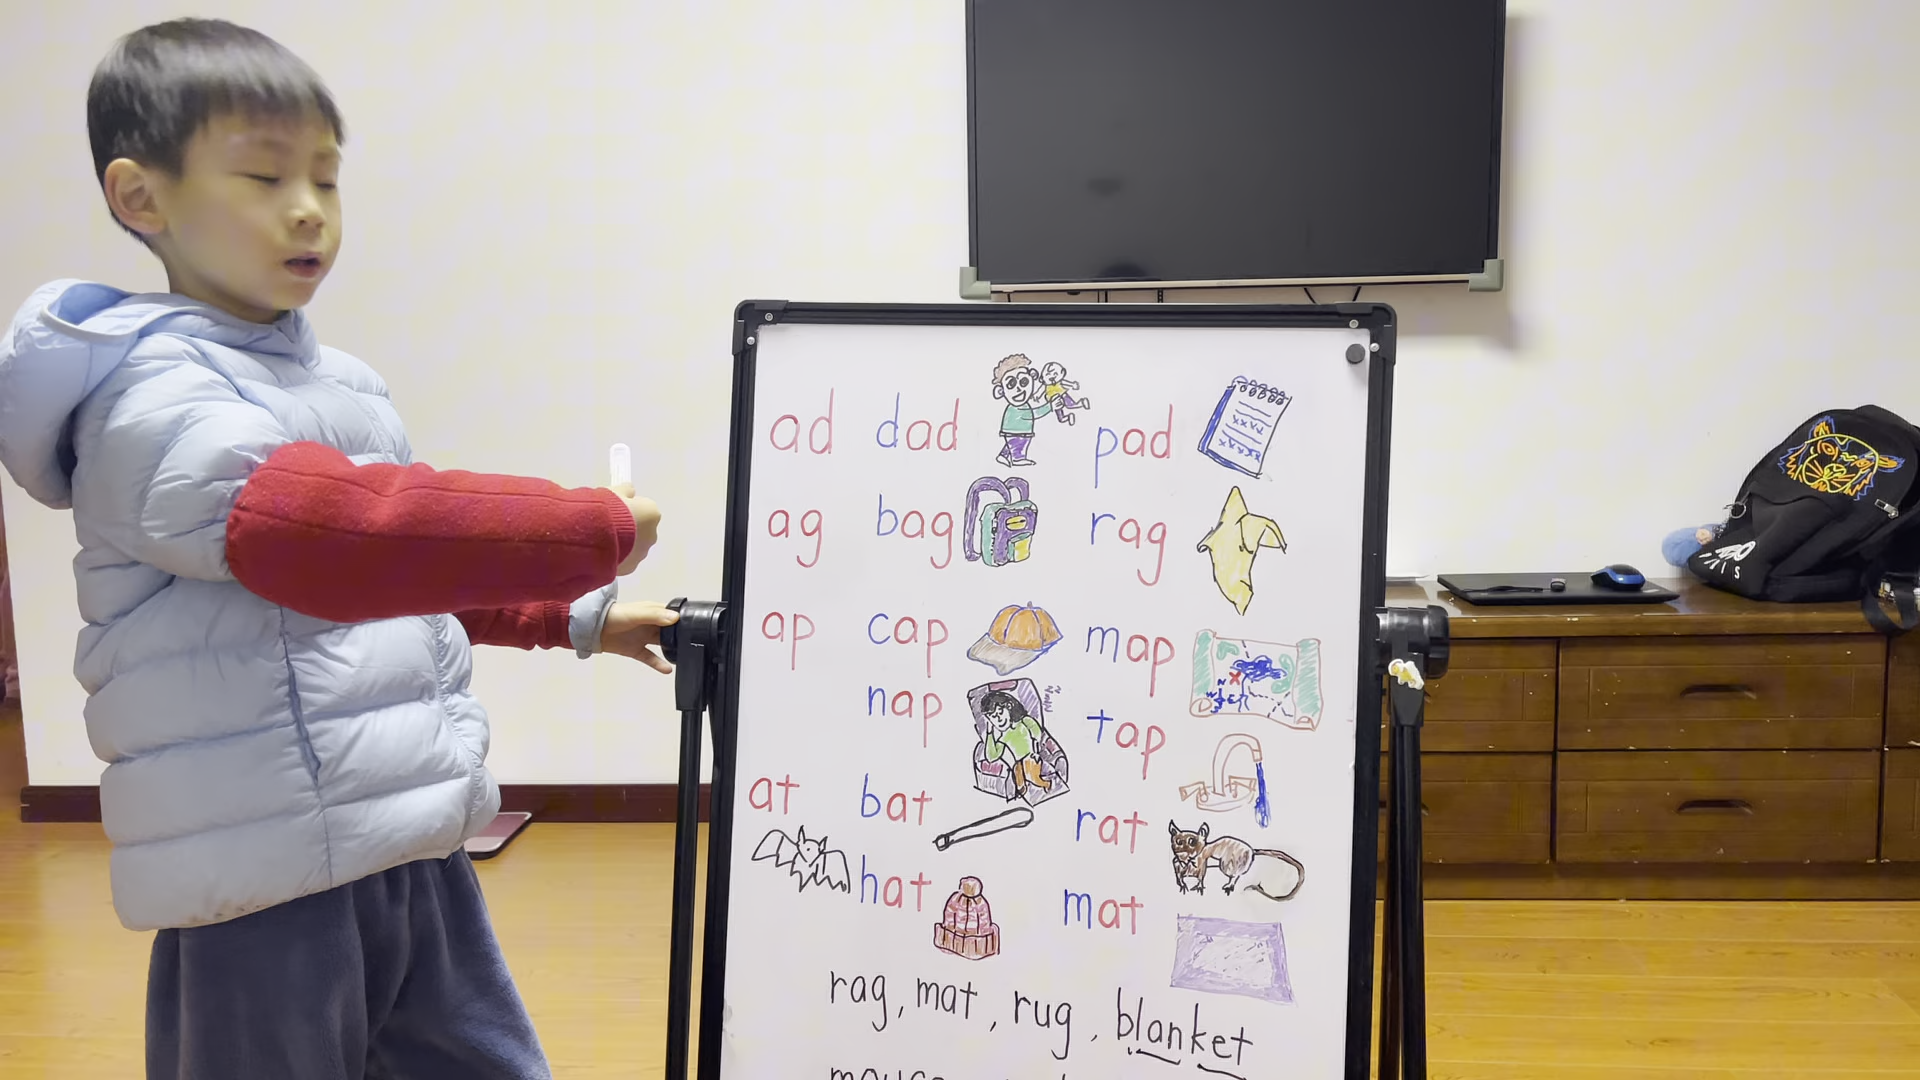 ad dad pad
ag bag rag
ap cap map
nap tap
at bat rat
hat mat
rag, mat, rug, blanket